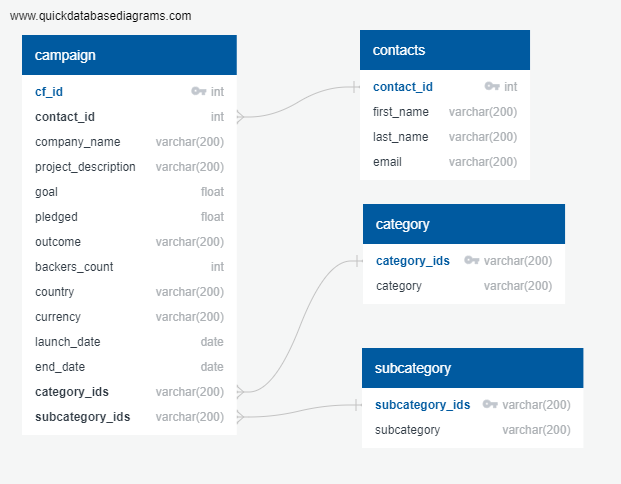 www.quickdatabasediagrams.com
campaign
cf_id int
contact_id int
company_name varchar(200)
project_description varchar(200)
goal float
pledged float
outcome varchar(200)
backers_count int
country varchar(200)
currency varchar(200)
launch_date date
end_date date
category_ids varchar(200)
subcategory_ids varchar(200)
contacts
contact_id int
first_name varchar(200)
last_name varchar(200)
email varchar(200)
category
category_ids varchar(200)
category varchar(200)
subcategory
subcategory_ids varchar(200)
subcategory varchar(200)